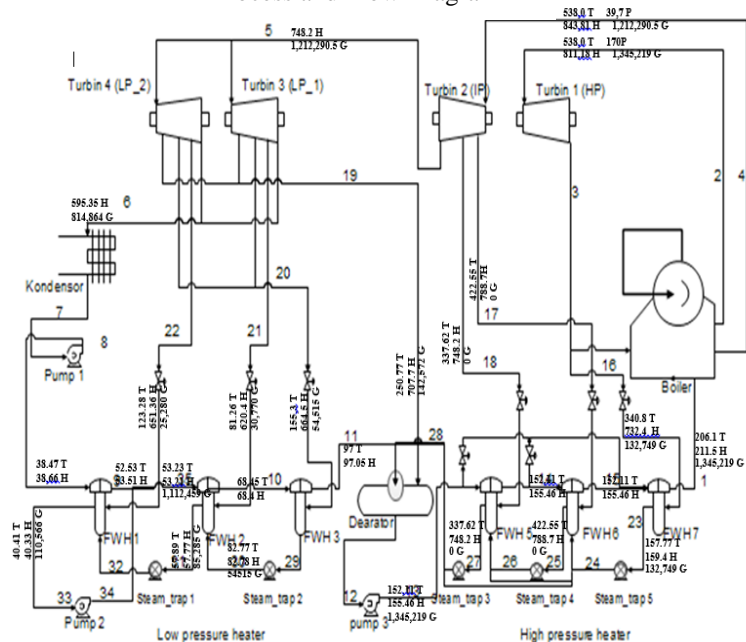 538.0 T 39,7 P
843,81 H 1,212,290.5 G
538.0 T 170P
811,18 H 1,345,219 G
5
748.2 H
1,212,290.5 G
Turbin 4 (LP_2)
Turbin 3 (LP_1)
Turbin 2 (IP)
Turbin 1 (HP)
19
3
2
4
6
595.35 H
814,864 G
Kondensor
7
8
Pump 1
20
22
21
123.28 T
651.36 H
25,280 G
81.26 T
620.4 H
30,770 G
155.3 T
664.5 H
54,515 G
250.77 T
707.7 H
142,572 G
422.55 T
788.7H
0 G
17
337.62 T
748.2 H
0 G
18
16
Boiler
340.8 T
732.4 H
132,749 G
206.1 T
211.5 H
1,345,219 G
1
38.47 T
38.66 H
52.53 T
53.51 H
53.23 T
1,112,459 G
68.45 T
68.4 H
10
11
97 T
97.05 H
28
155.46 H
152.11 T
155.46 H
Dearator
40.41 T
40.33 H
110,566 G
FWH1
FWH 2
FWH 3
FWH 5
FWH6
FWH7
57.89 T
57.77 H
85,285 G
82.77 T
82.78 H
54515 G
29
32
337.62 T
748.2 H
0 G
27
26
422.55 T
788.7 H
0 G
25
24
23
157.77 T
159.4 H
132,749 G
33
34
Pump 2
Steam_trap 1
Steam_trap 2
12
pump 3
155.46 H
1,345,219 G
Steam_trap 3
Steam_trap 4
Steam_trap 5
Low pressure heater
High pressure heater